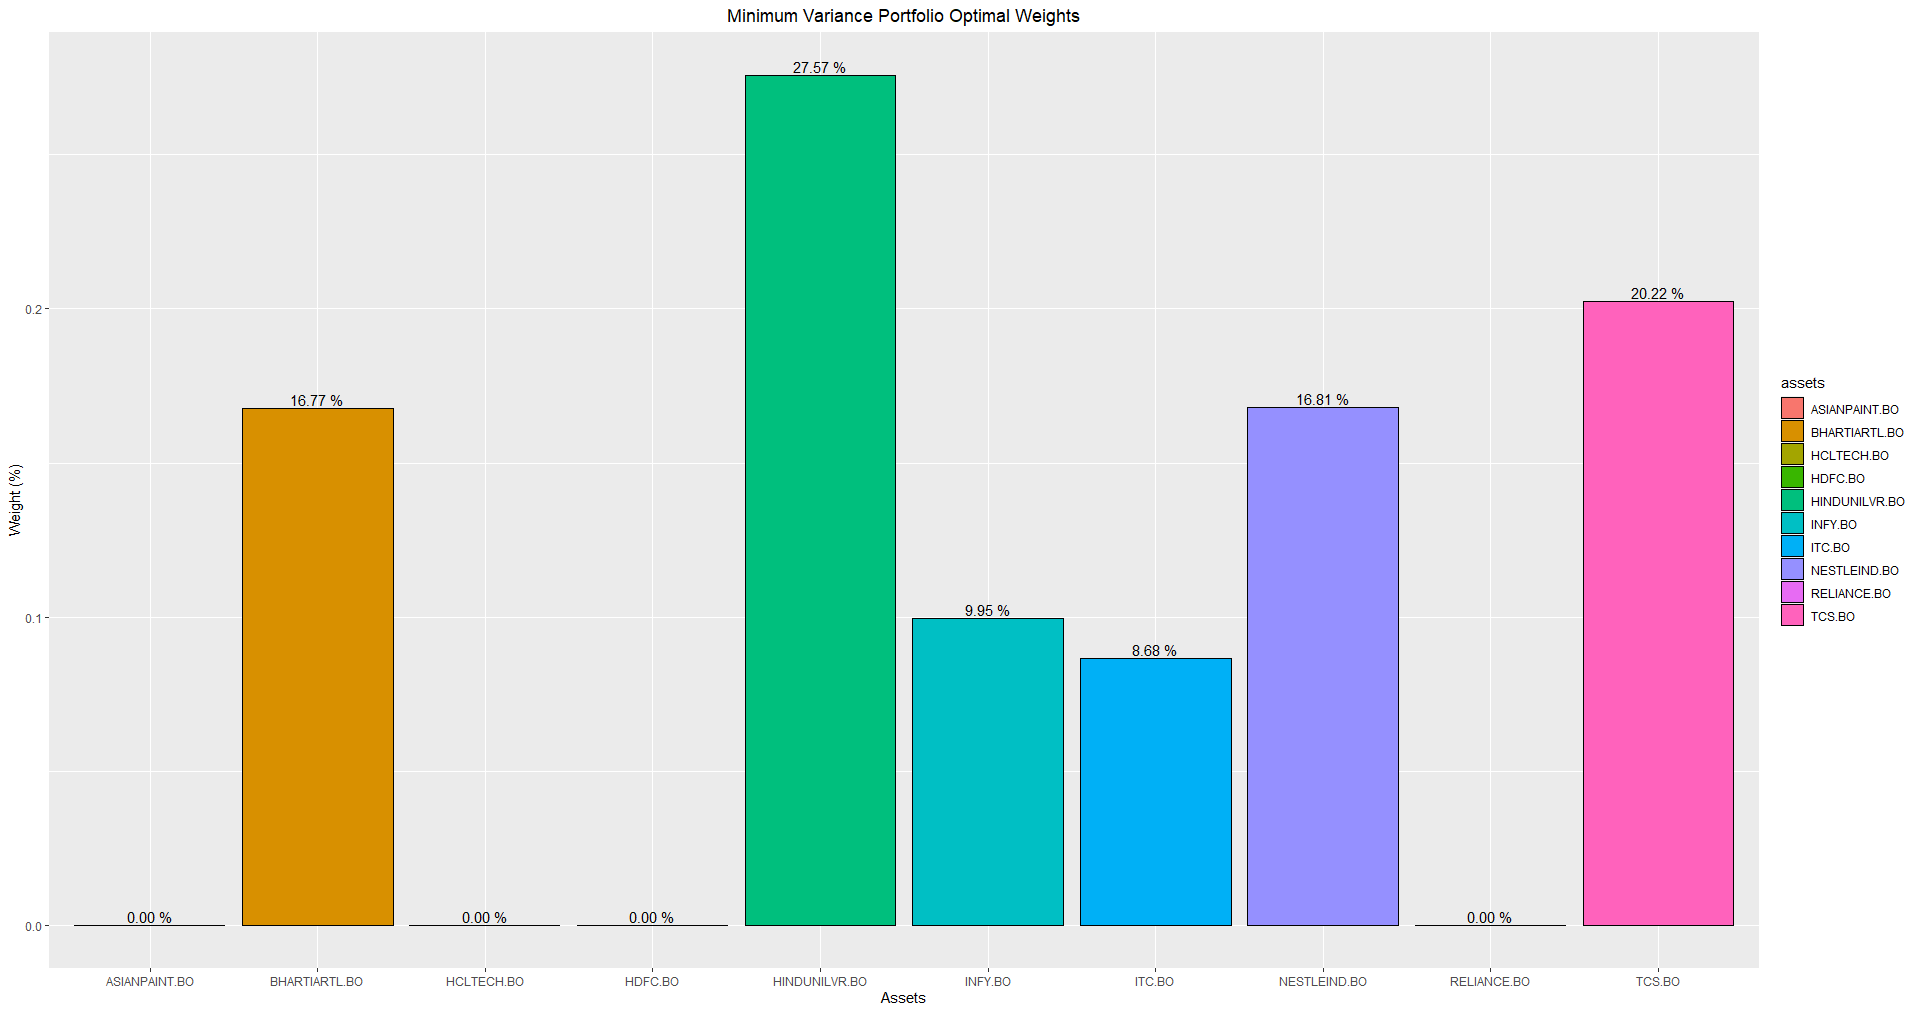 Minimum Variance Portfolio Optimal Weights
27.57 %
20.22 %
16.77 %
16.81 %
9.95 %
8.68 %
0.00 %
0.00 %
0.00 %
0.00 %
0.2
0.1
0.0
Weight (%)
ASIANPAINT.BO
BHARTIARTL.BO
HCLTECH.BO
HDFC.BO
HINDUNILVR.BO
INFY.BO
ITC.BO
NESTLEIND.BO
RELIANCE.BO
TCS.BO
Assets
assets
ASIANPAINT.BO
BHARTIARTL.BO
HCLTECH.BO
HDFC.BO
HINDUNILVR.BO
INFY.BO
ITC.BO
NESTLEIND.BO
RELIANCE.BO
TCS.BO